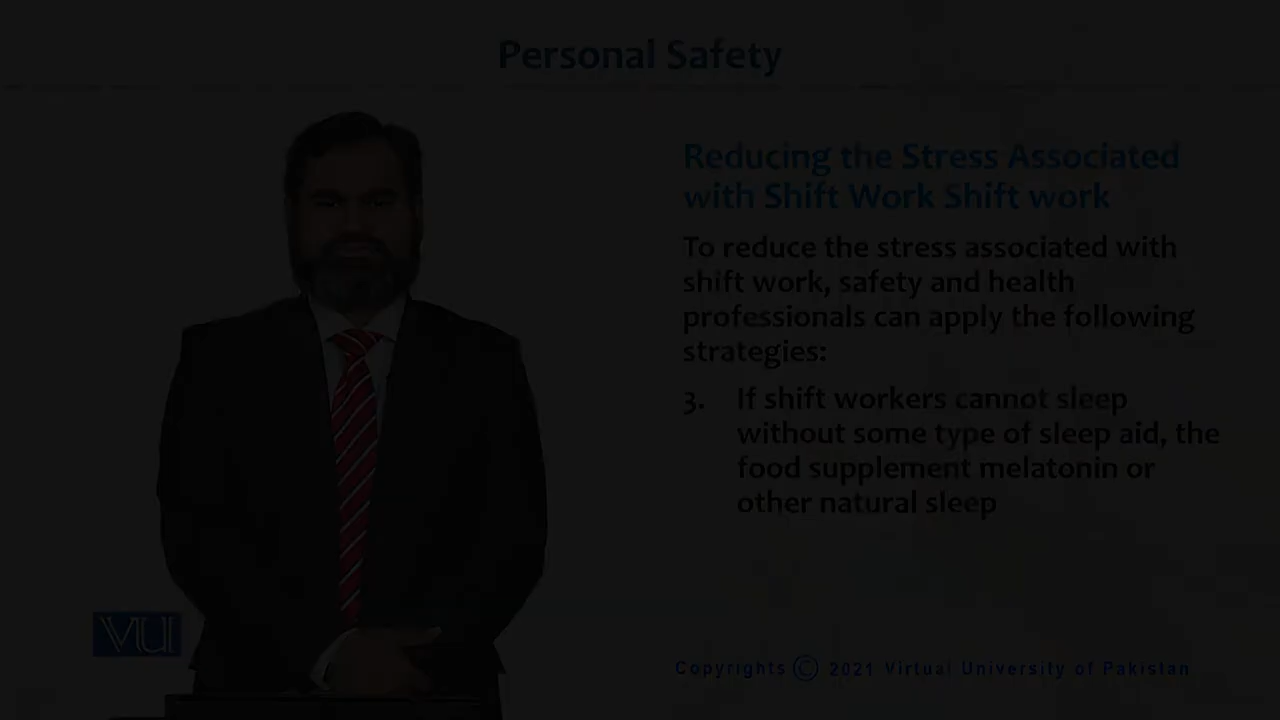 Personal Safety
Reducing the Stress Associated
with Shift Work Shift work
To reduce the stress associated with
shift work, safety and health
professionals can apply the following
strategies:
3. If shift workers cannot sleep
without some type of sleep aid, the
food supplement melatonin or
other natural sleep
VU
Copyrights © 2021 Virtual University of Pakistan